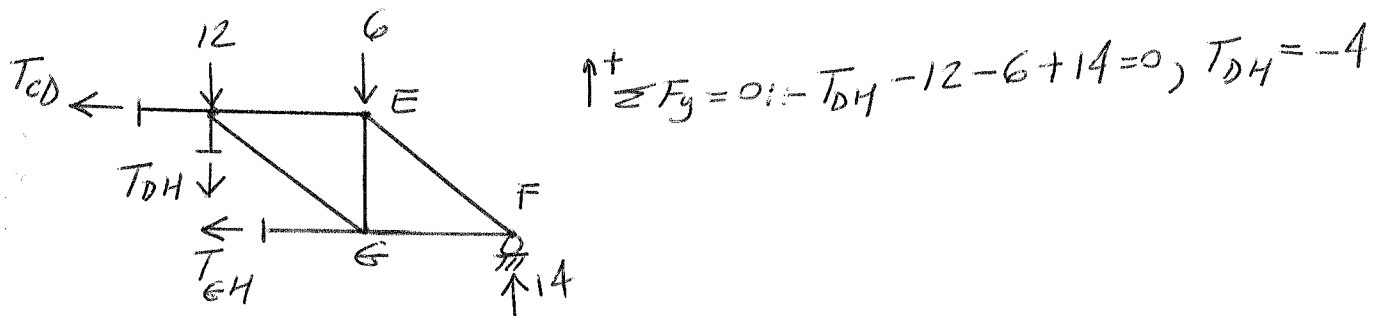 12
6
T_CD
E
↑+ ΣF_y = 0: - T_DH - 12 - 6 + 14 = 0, T_DH = -4
T_DH
F
T_GH
G
14